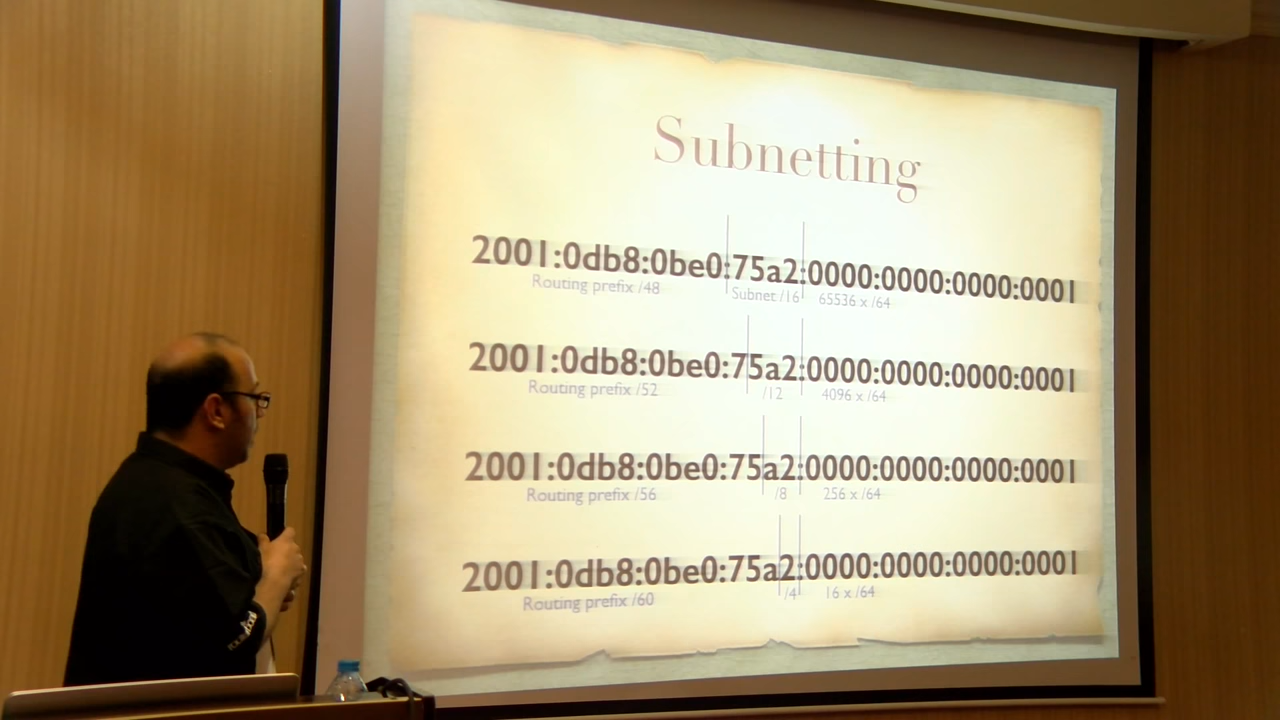 Subnetting
2001:0db8:0be0:75a2:0000:0000:0000:0001
Routing prefix /48 Subnet /16 65536 x /64
2001:0db8:0be0:75a2:0000:0000:0000:0001
Routing prefix /52 /12 4096 x /64
2001:0db8:0be0:75a2:0000:0000:0000:0001
Routing prefix /56 /8 256 x /64
2001:0db8:0be0:75a2:0000:0000:0000:0001
Routing prefix /60 /4 16 x /64